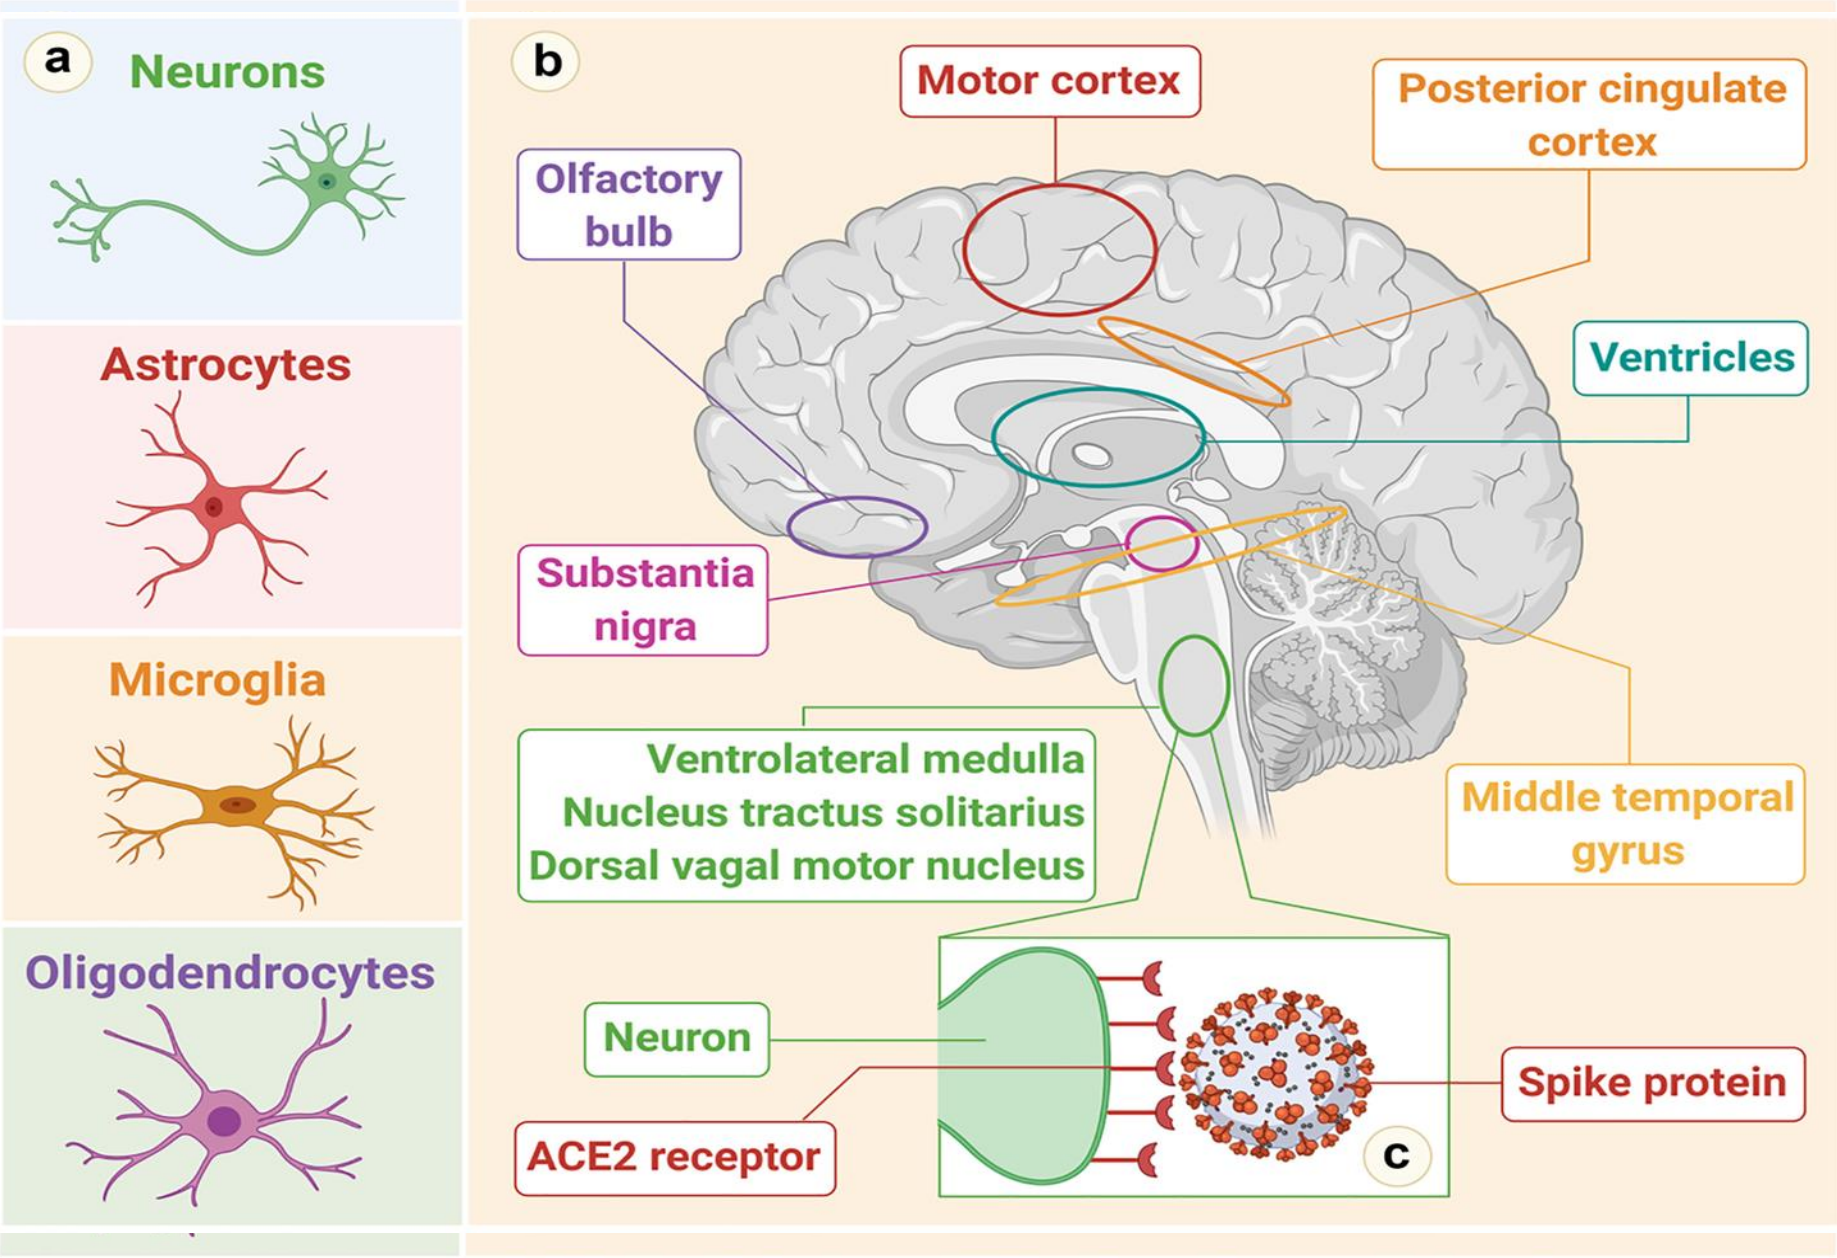 a
Neurons
Astrocytes
Microglia
Oligodendrocytes
b
Motor cortex
Posterior cingulate
cortex
Olfactory
bulb
Ventricles
Substantia
nigra
Ventrolateral medulla
Nucleus tractus solitarius
Dorsal vagal motor nucleus
Middle temporal
gyrus
Neuron
ACE2 receptor
Spike protein
c